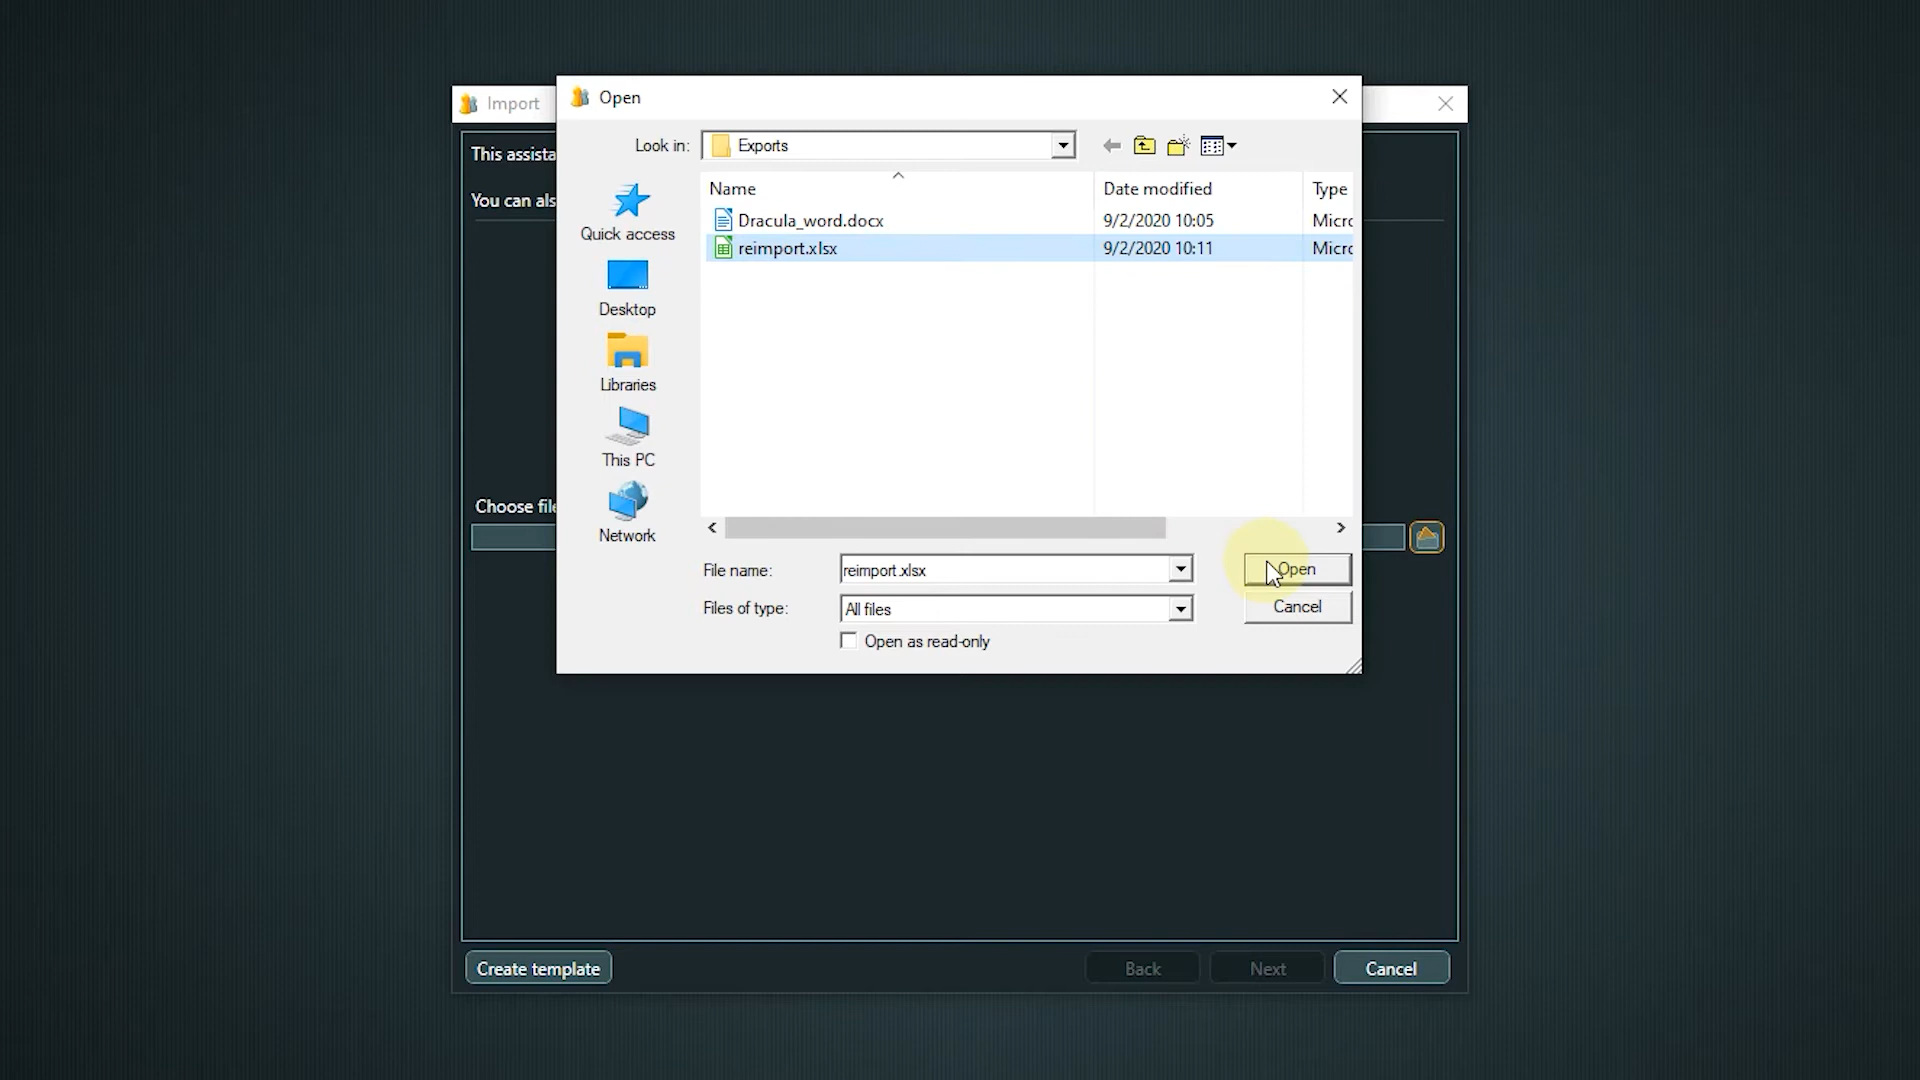 Import
Open
This assista
You can als
Look in:
Exports
Name
Date modified
Type
Dracula_word.docx
9/2/2020 10:05
Micro
reimport.xlsx
9/2/2020 10:11
Micro
Quick access
Desktop
Libraries
This PC
Network
Choose file
File name:
reimport.xlsx
Open
Files of type:
All files
Cancel
Open as read-only
Create template
Back
Next
Cancel